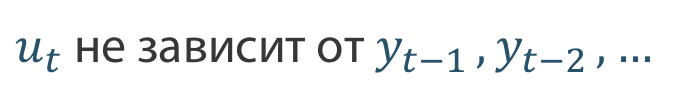 𝑢ₜ не зависит от 𝑦ₜ₋₁ , 𝑦ₜ₋₂ , ...